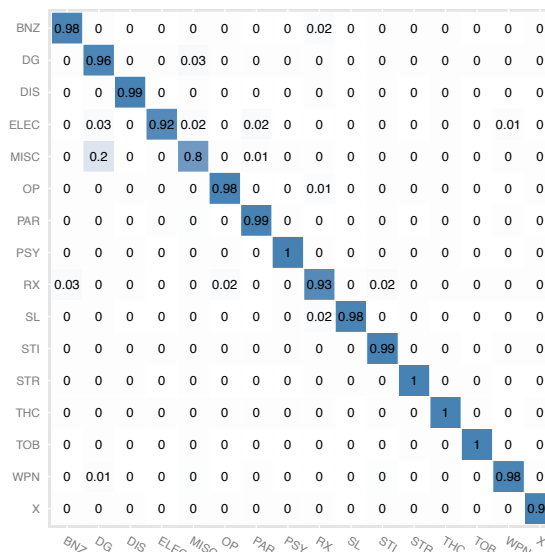 BNZ 0.98 0 0 0 0 0 0 0 0.02 0 0 0 0 0 0 0
DG 0 0.96 0 0 0.03 0 0 0 0 0 0 0 0 0 0 0
DIS 0 0 0.99 0 0 0 0 0 0 0 0 0 0 0 0 0
ELEC 0 0.03 0 0.92 0.02 0 0.02 0 0 0 0 0 0 0 0.01 0
MISC 0 0.2 0 0 0.8 0 0.01 0 0 0 0 0 0 0 0 0
OP 0 0 0 0 0 0.98 0 0 0.01 0 0 0 0 0 0 0
PAR 0 0 0 0 0 0 0.99 0 0 0 0 0 0 0 0 0
PSY 0 0 0 0 0 0 0 1 0 0 0 0 0 0 0 0
RX 0.03 0 0 0 0 0.02 0 0 0.93 0 0.02 0 0 0 0 0
SL 0 0 0 0 0 0 0 0 0.02 0.98 0 0 0 0 0 0
STI 0 0 0 0 0 0 0 0 0 0 0.99 0 0 0 0 0
STR 0 0 0 0 0 0 0 0 0 0 0 1 0 0 0 0
THC 0 0 0 0 0 0 0 0 0 0 0 0 1 0 0 0
TOB 0 0 0 0 0 0 0 0 0 0 0 0 0 1 0 0
WPN 0 0.01 0 0 0 0 0 0 0 0 0 0 0 0 0.98 0
X 0 0 0 0 0 0 0 0 0 0 0 0 0 0 0
BNZ DG DIS ELEC MISC OP PAR PSY RX SL STI STR THC TOB WPN X